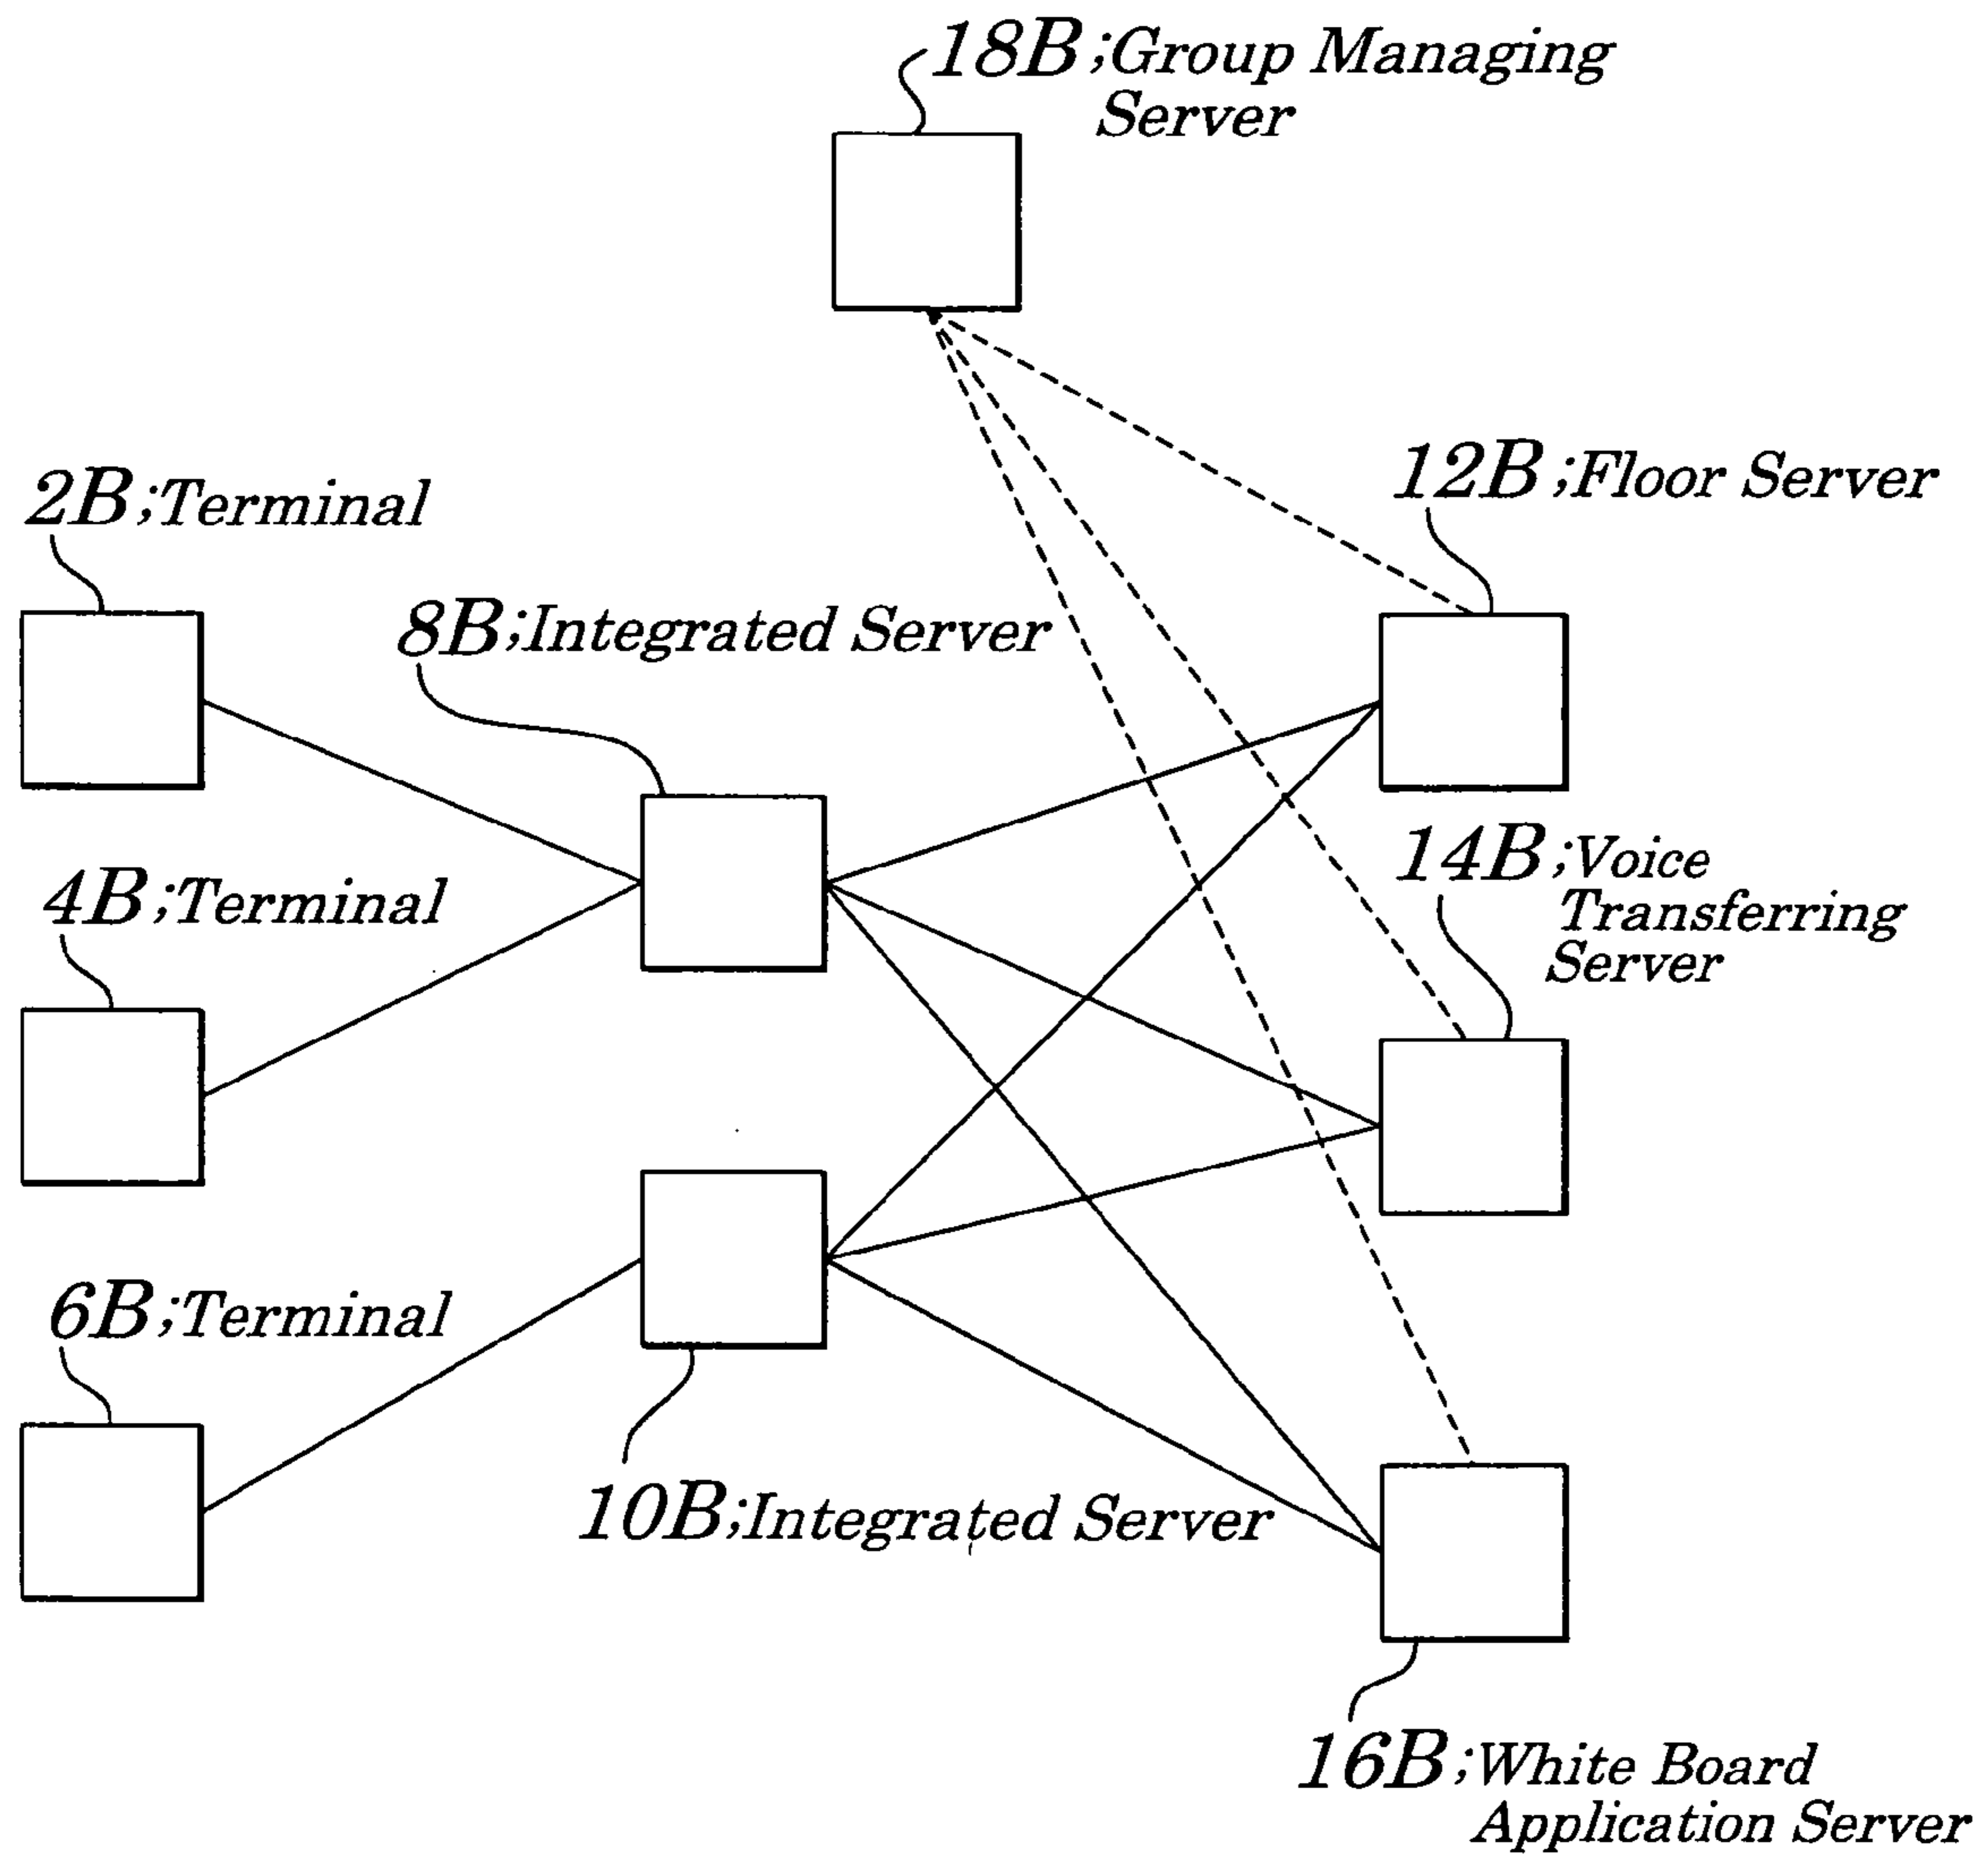 18B;Group Managing
Server
2B;Terminal
12B;Floor Server
8B;Integrated Server
14B;Voice
Transferring
Server
4B;Terminal
6B;Terminal
10B;Integrated Server
16B;White Board
Application Server